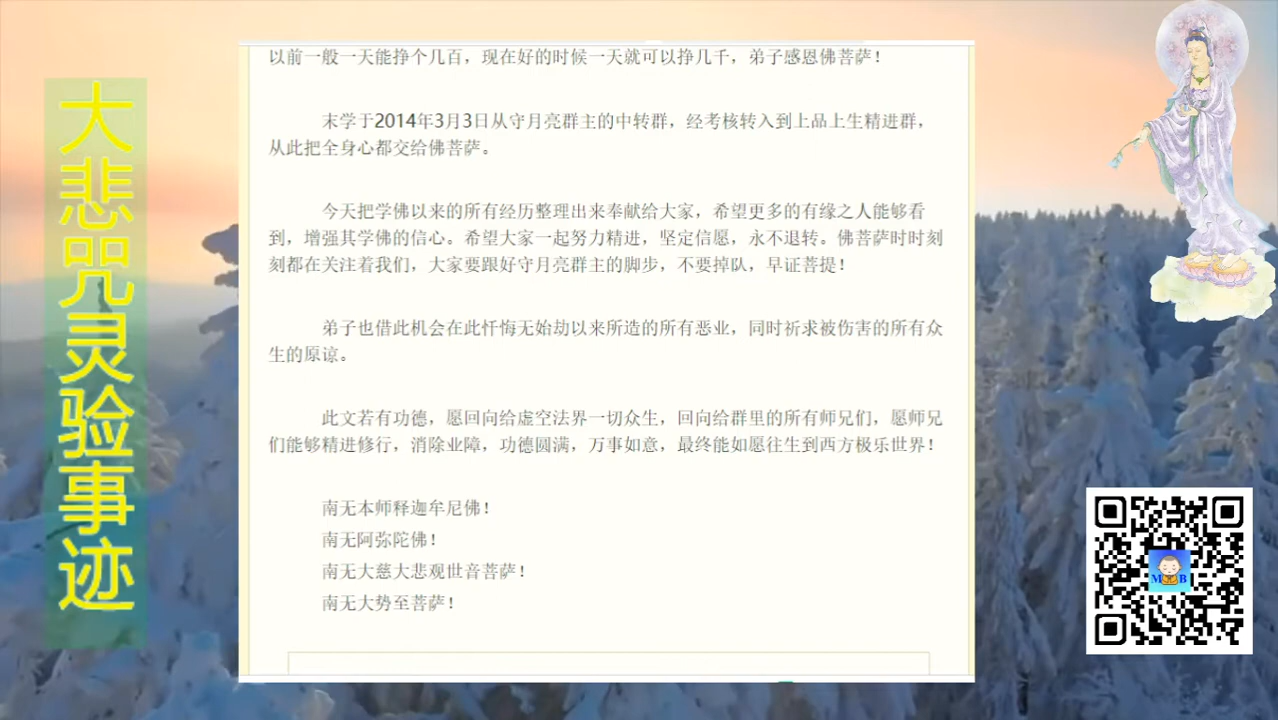 大悲咒灵验事迹
以前一般一天能挣个几百，现在好的时候一天就可以挣几千，弟子感恩佛菩萨！
末学于2014年3月3日从守月亮群主的中转群，经考核转入到上品上生精进群，
从此把全身心都交给佛菩萨。
今天把学佛以来的所有经历整理出来奉献给大家，希望更多的有缘之人能够看
到，增强其学佛的信心。希望大家一起努力精进，坚定信愿，永不退转。佛菩萨时时刻
刻都在关注着我们，大家要跟好守月亮群主的脚步，不要掉队，早证菩提！
弟子也借此机会在此忏悔无始劫以来所造的所有恶业，同时祈求被伤害的所有众
生的原谅。
此文若有功德，愿回向给虚空法界一切众生，回向给群里的所有师兄们，愿师兄
们能够精进修行，消除业障，功德圆满，万事如意，最终能如愿往生到西方极乐世界！
南无本师释迦牟尼佛！
南无阿弥陀佛！
南无大慈大悲观世音菩萨！
南无大势至菩萨！
M B